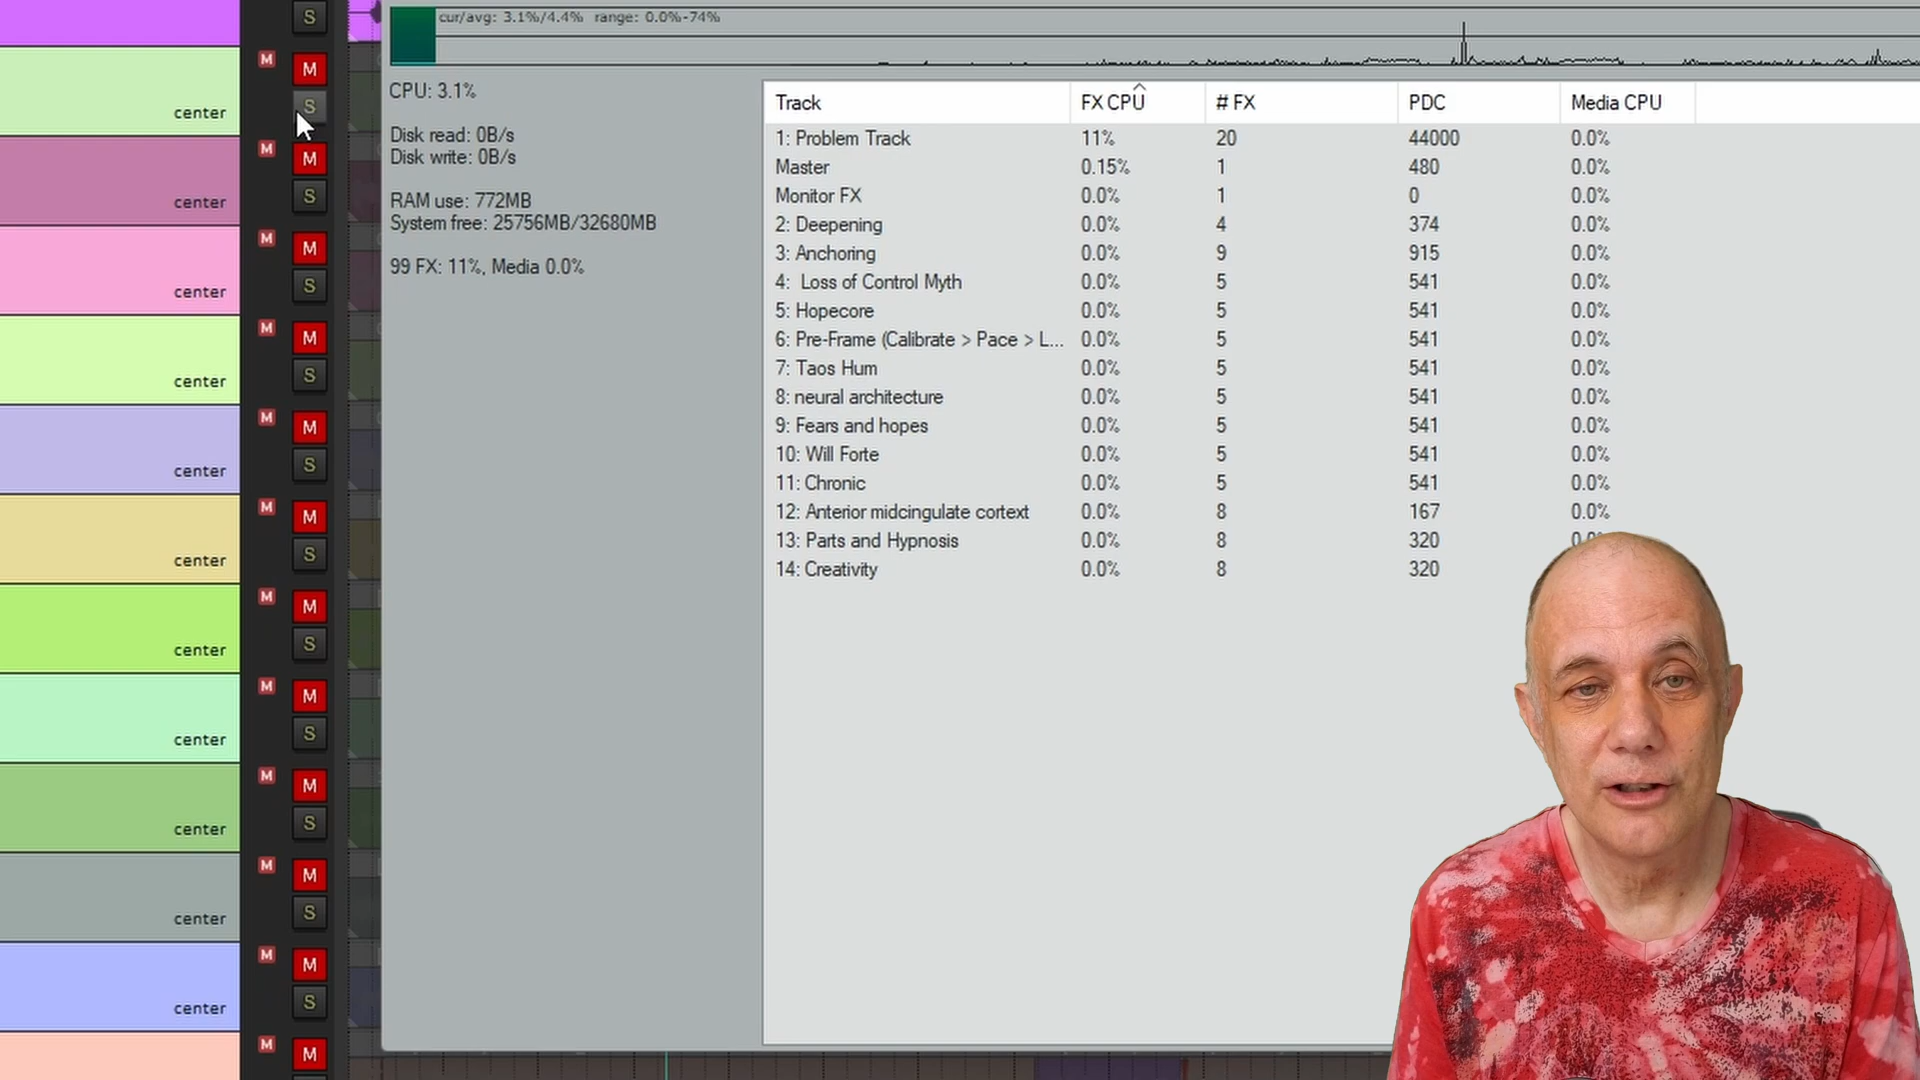 S
cur/avg: 3.1%/4.4% range: 0.0%-74%
CPU: 3.1%
Disk read: 0B/s
Disk write: 0B/s
RAM use: 772MB
System free: 25756MB/32680MB
99 FX: 11%, Media 0.0%
Track FX CPU # FX PDC Media CPU
1: Problem Track 11% 20 44000 0.0%
Master 0.15% 1 480 0.0%
Monitor FX 0.0% 1 0 0.0%
2: Deepening 0.0% 4 374 0.0%
3: Anchoring 0.0% 9 915 0.0%
4: Loss of Control Myth 0.0% 5 541 0.0%
5: Hopecore 0.0% 5 541 0.0%
6: Pre-Frame (Calibrate > Pace > L... 0.0% 5 541 0.0%
7: Taos Hum 0.0% 5 541 0.0%
8: neural architecture 0.0% 5 541 0.0%
9: Fears and hopes 0.0% 5 541 0.0%
10: Will Forte 0.0% 5 541 0.0%
11: Chronic 0.0% 5 541 0.0%
12: Anterior midcingulate cortext 0.0% 8 167 0.0%
13: Parts and Hypnosis 0.0% 8 320
14: Creativity 0.0% 8 320
M M
center S
M M
center S
M M
center S
M M
center S
M M
center S
M M
center S
M M
center S
M M
center S
M M
center S
M M
center S
M M
center S
M M